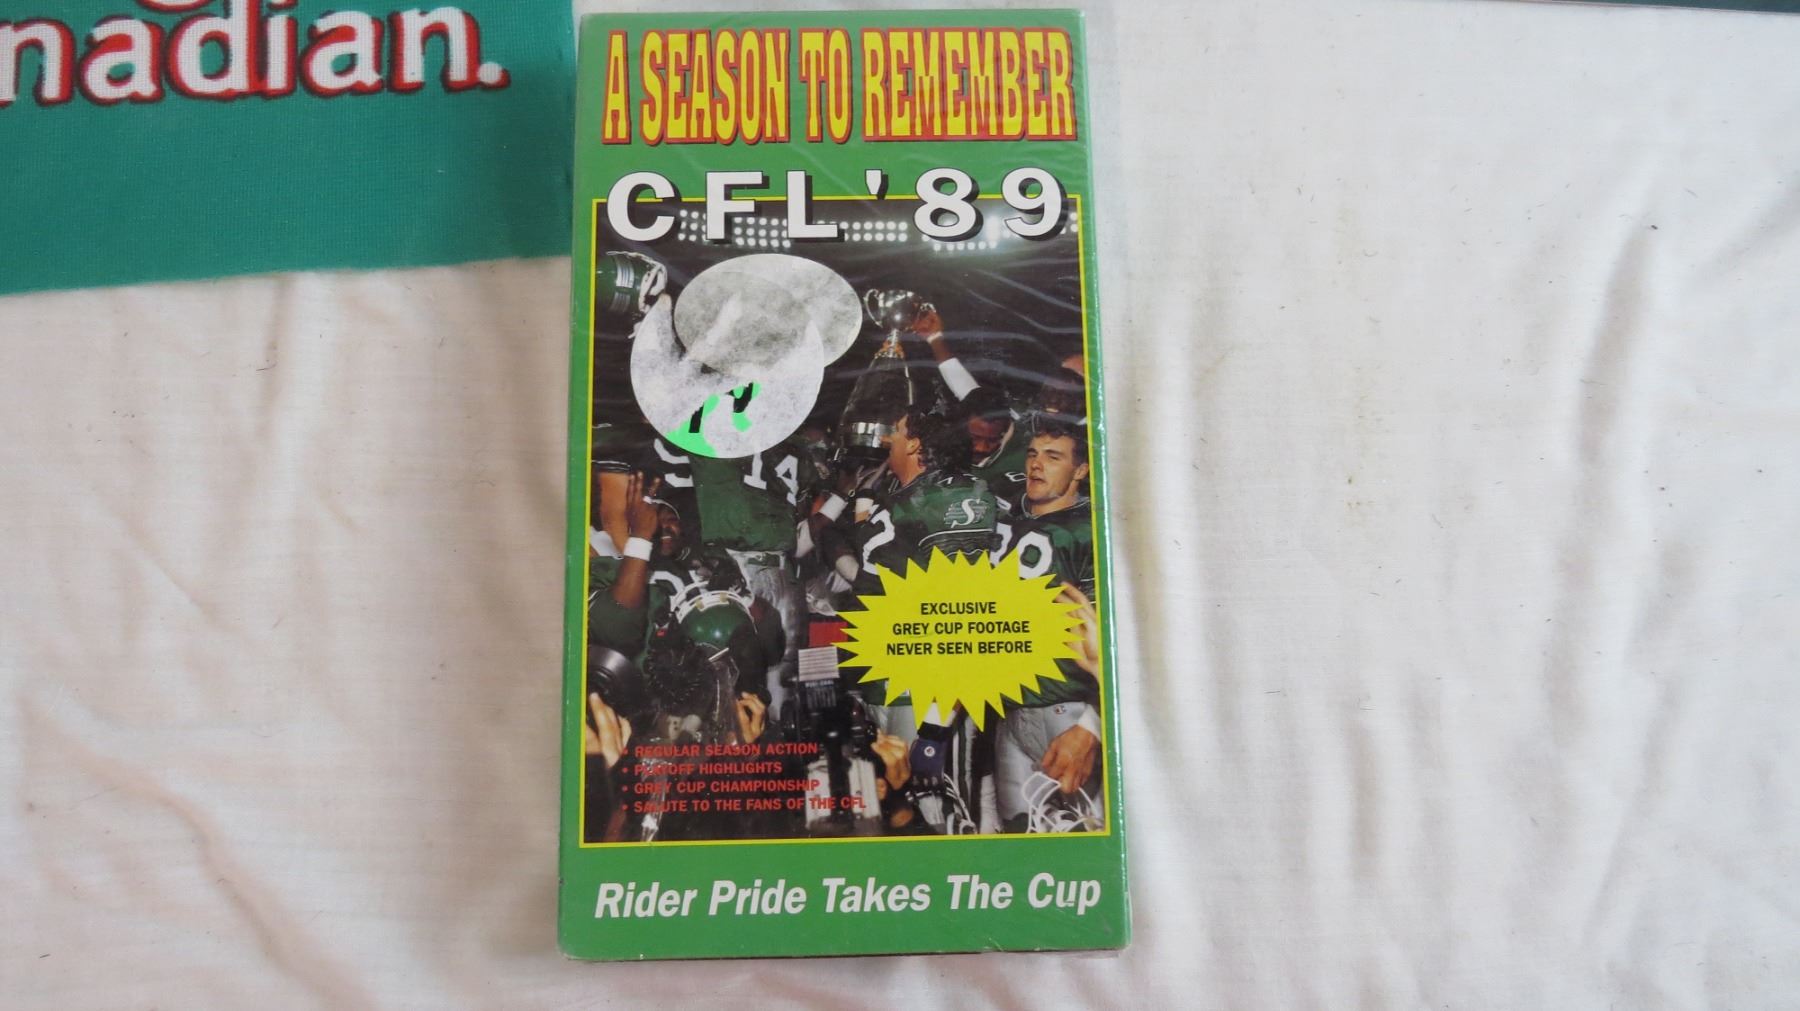 nadian.
A SEASON TO REMEMBER
CFL '89
14
S
EXCLUSIVE
GREY CUP FOOTAGE
NEVER SEEN BEFORE
• REGULAR SEASON ACTION
• PLAYOFF HIGHLIGHTS
• GREY CUP CHAMPIONSHIP
• SALUTE TO THE FANS OF THE CFL
Rider Pride Takes The Cup